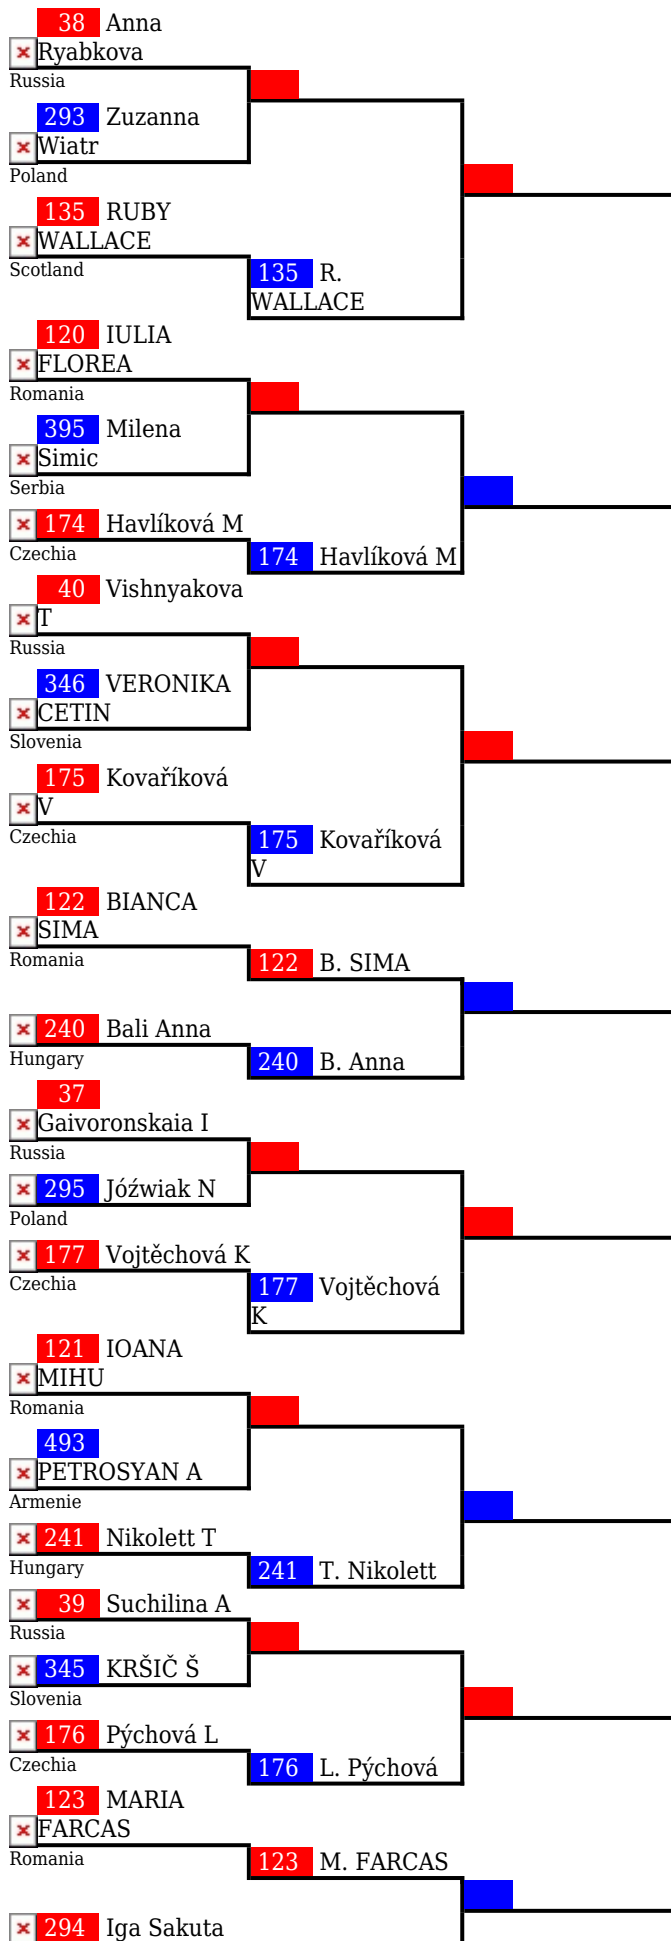 38 Anna
Ryabkova
Russia
293 Zuzanna
Wiatr
Poland
135 RUBY
WALLACE
Scotland
135 R.
WALLACE
120 IULIA
FLOREA
Romania
395 Milena
Simic
Serbia
174 Havlíková M
Czechia
174 Havlíková M
40 Vishnyakova
T
Russia
346 VERONIKA
CETIN
Slovenia
175 Kovaříková
V
Czechia
175 Kovaříková
V
122 BIANCA
SIMA
Romania
122 B. SIMA
240 Bali Anna
Hungary
240 B. Anna
37
Gaivoronskaia I
Russia
295 Jóźwiak N
Poland
177 Vojtěchová K
Czechia
177 Vojtěchová
K
121 IOANA
MIHU
Romania
493
PETROSYAN A
Armenie
241 Nikolett T
Hungary
241 T. Nikolett
39 Suchilina A
Russia
345 KRŠIČ Š
Slovenia
176 Pýchová L
Czechia
176 L. Pýchová
123 MARIA
FARCAS
Romania
123 M. FARCAS
294 Iga Sakuta